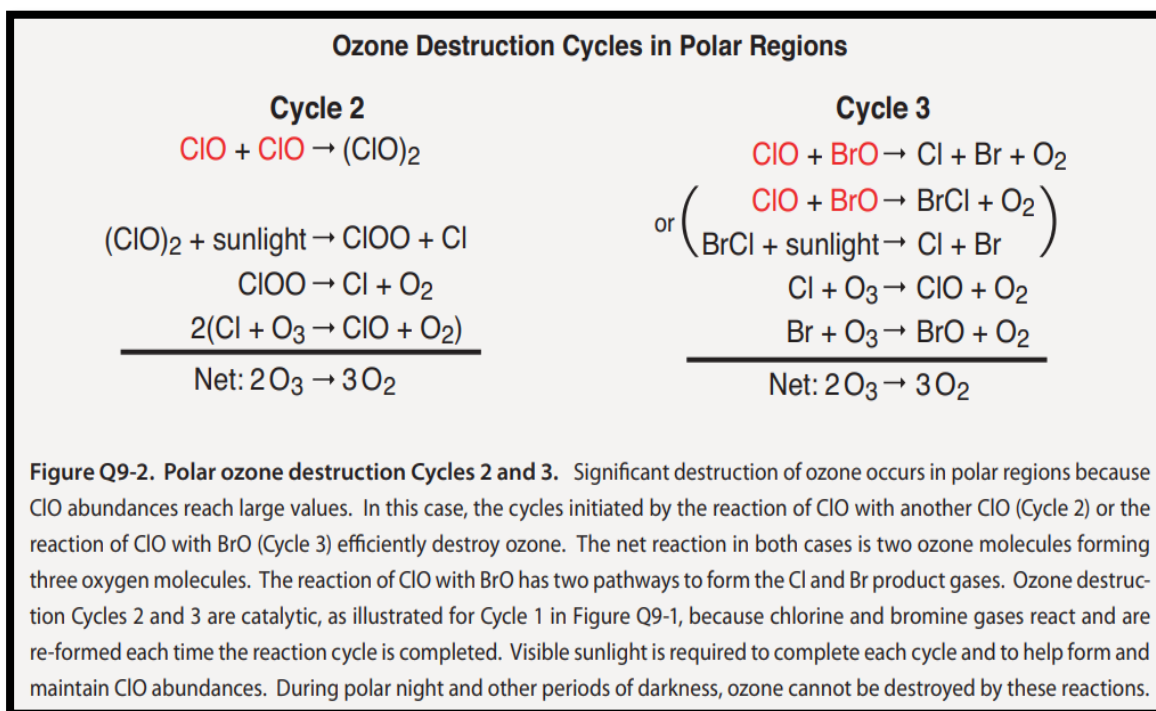 Ozone Destruction Cycles in Polar Regions
Cycle 2
ClO + ClO → (ClO)2
(ClO)2 + sunlight → ClOO + Cl
ClOO → Cl + O2
2(Cl + O3 → ClO + O2)
Net: 2O3 → 3O2
Cycle 3
ClO + BrO → Cl + Br + O2
or ( ClO + BrO → BrCl + O2
BrCl + sunlight → Cl + Br )
Cl + O3 → ClO + O2
Br + O3 → BrO + O2
Net: 2O3 → 3O2
Figure Q9-2. Polar ozone destruction Cycles 2 and 3. Significant destruction of ozone occurs in polar regions because
ClO abundances reach large values. In this case, the cycles initiated by the reaction of ClO with another ClO (Cycle 2) or the
reaction of ClO with BrO (Cycle 3) efficiently destroy ozone. The net reaction in both cases is two ozone molecules forming
three oxygen molecules. The reaction of ClO with BrO has two pathways to form the Cl and Br product gases. Ozone destruc-
tion Cycles 2 and 3 are catalytic, as illustrated for Cycle 1 in Figure Q9-1, because chlorine and bromine gases react and are
re-formed each time the reaction cycle is completed. Visible sunlight is required to complete each cycle and to help form and
maintain ClO abundances. During polar night and other periods of darkness, ozone cannot be destroyed by these reactions.